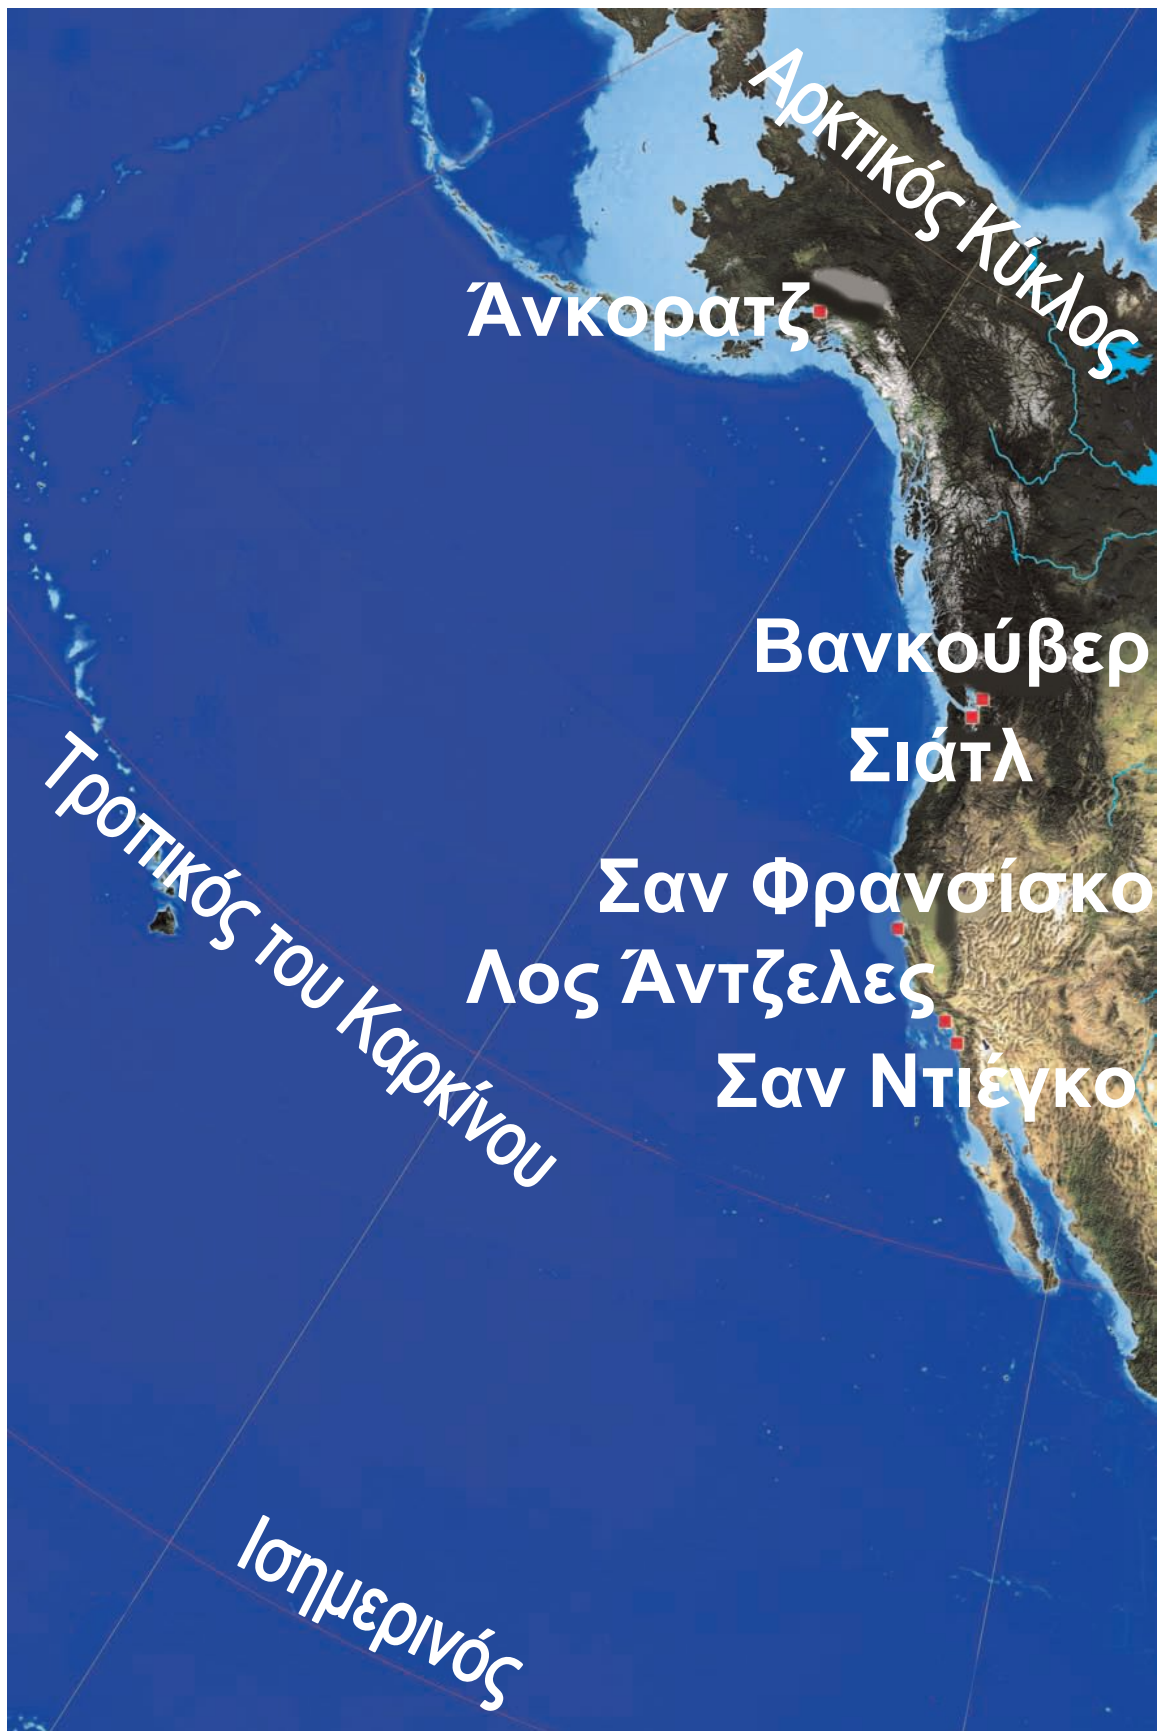 Αρκτικός Κύκλος
Άνκορατζ
Βανκούβερ
Σιάτλ
Τροπικός του Καρκίνου
Σαν Φρανσίσκο
Λος Άντζελες
Σαν Ντιέγκο
Ισημερινός